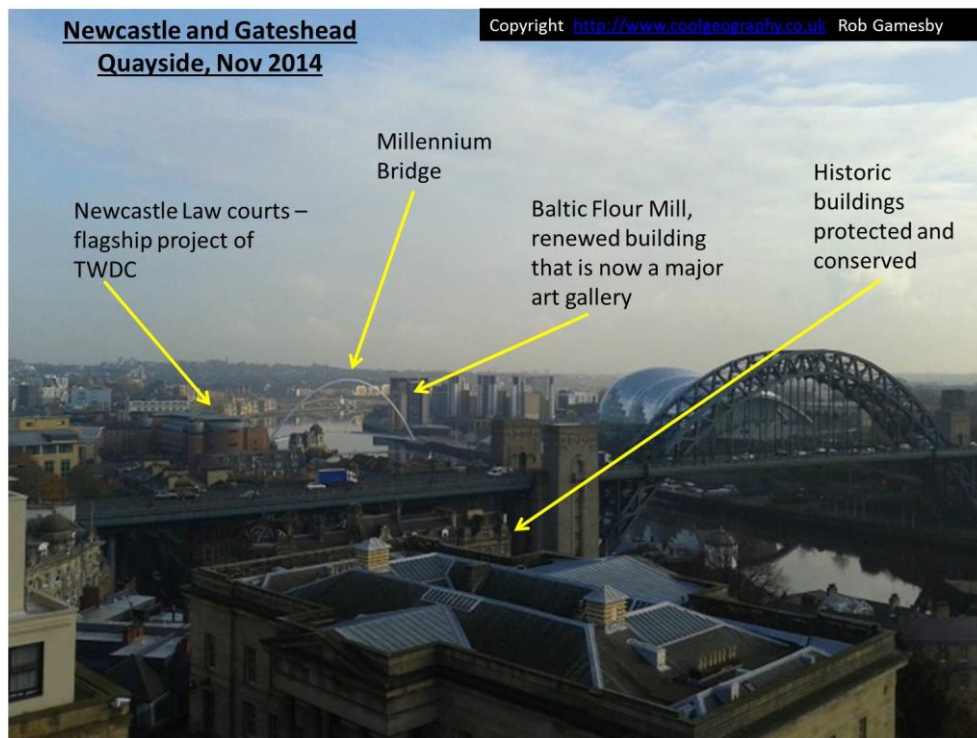 Newcastle and Gateshead
Quayside, Nov 2014
Copyright http://www.coolgeography.co.uk Rob Gamesby
Millennium
Bridge
Historic
buildings
protected and
conserved
Newcastle Law courts –
flagship project of
TWDC
Baltic Flour Mill,
renewed building
that is now a major
art gallery